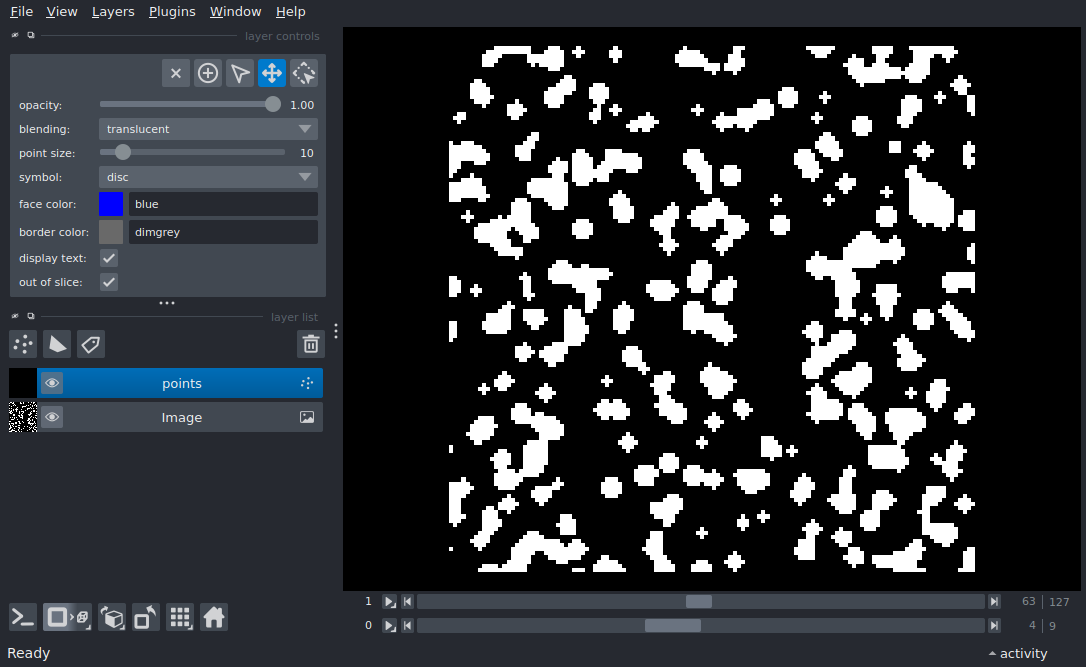 File View Layers Plugins Window Help
layer controls
opacity: 1.00
blending: translucent
point size: 10
symbol: disc
face color: blue
border color: dimgrey
display text:
out of slice:
layer list
points
Image
1 63 127
0 4 9
Ready activity